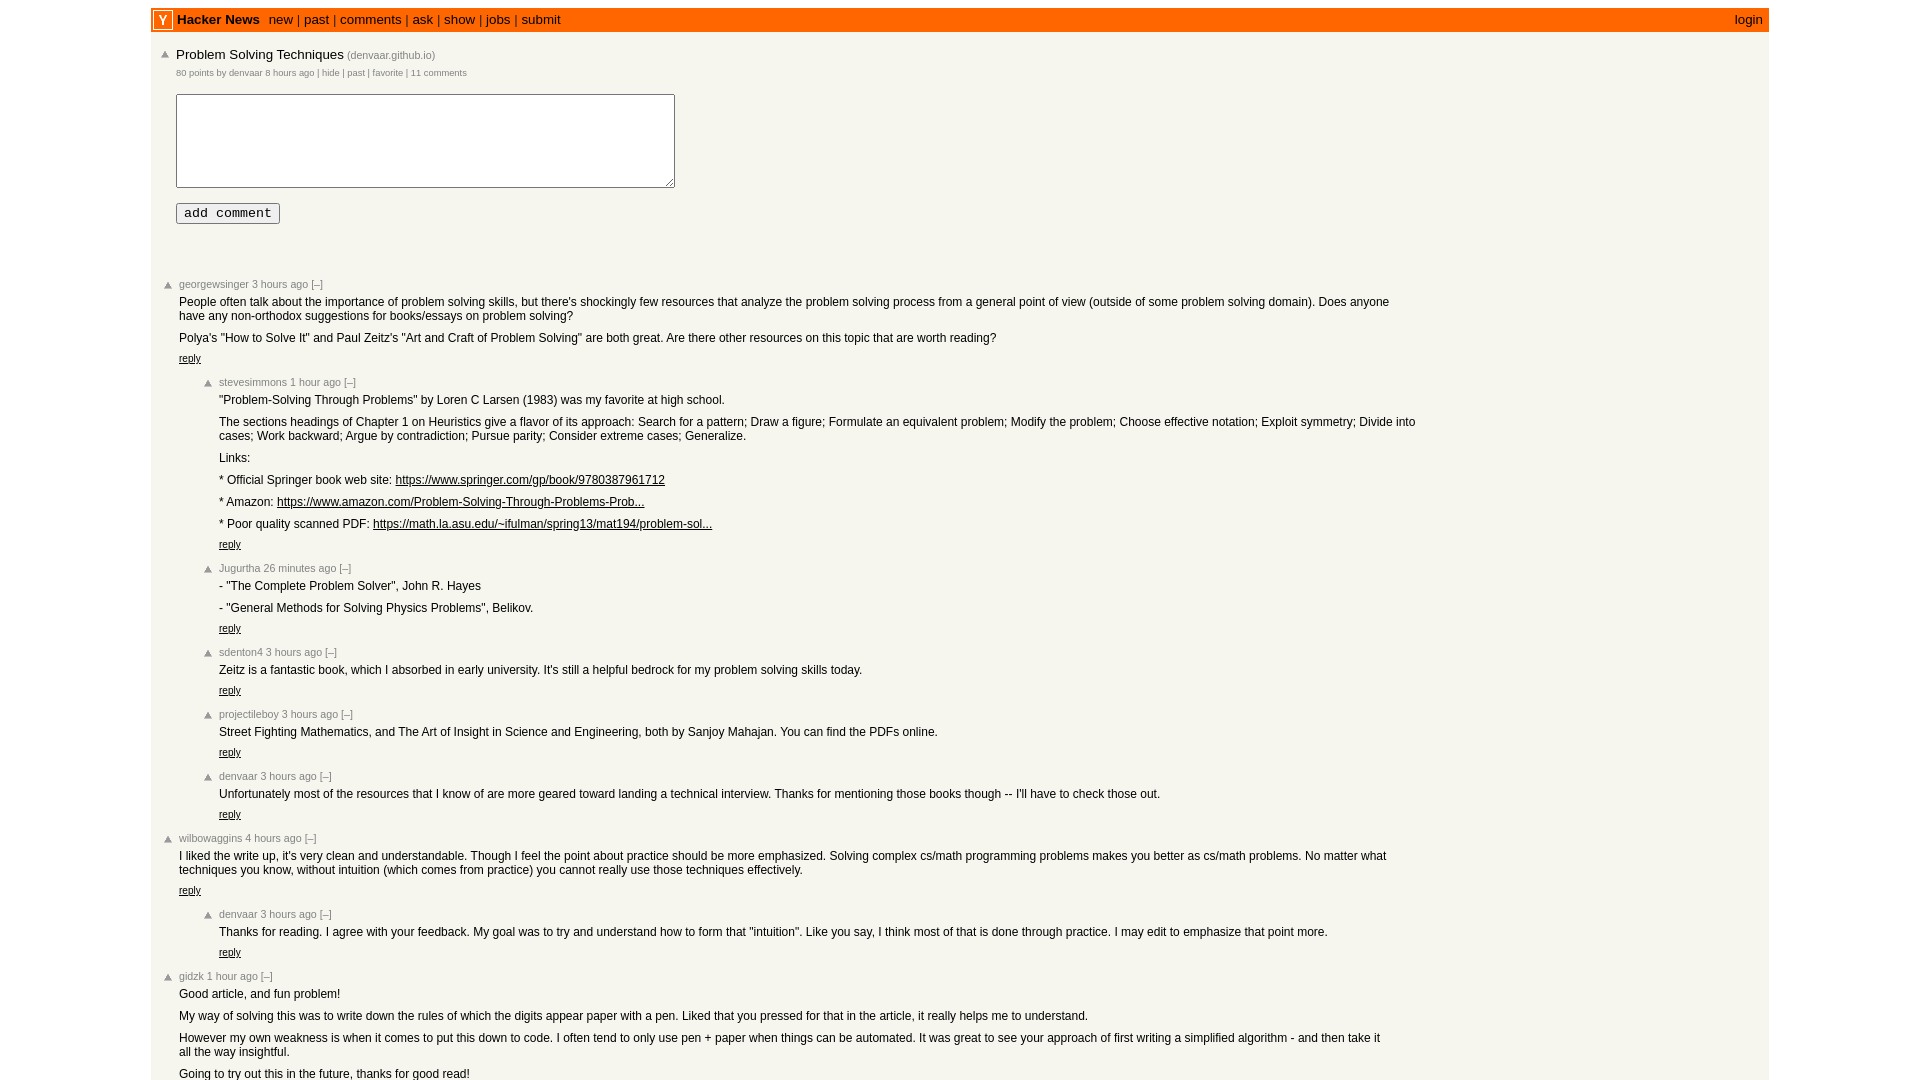 Y Hacker News new | past | comments | ask | show | jobs | submit login
Problem Solving Techniques (denvaar.github.io)
80 points by denvaar 8 hours ago | hide | past | favorite | 11 comments
add comment
georgewsinger 3 hours ago [–]
People often talk about the importance of problem solving skills, but there's shockingly few resources that analyze the problem solving process from a general point of view (outside of some problem solving domain). Does anyone
have any non-orthodox suggestions for books/essays on problem solving?
Polya's "How to Solve It" and Paul Zeitz's "Art and Craft of Problem Solving" are both great. Are there other resources on this topic that are worth reading?
reply
stevesimmons 1 hour ago [–]
"Problem-Solving Through Problems" by Loren C Larsen (1983) was my favorite at high school.
The sections headings of Chapter 1 on Heuristics give a flavor of its approach: Search for a pattern; Draw a figure; Formulate an equivalent problem; Modify the problem; Choose effective notation; Exploit symmetry; Divide into
cases; Work backward; Argue by contradiction; Pursue parity; Consider extreme cases; Generalize.
Links:
* Official Springer book web site: https://www.springer.com/gp/book/9780387961712
* Amazon: https://www.amazon.com/Problem-Solving-Through-Problems-Prob...
* Poor quality scanned PDF: https://math.la.asu.edu/~ifulman/spring13/mat194/problem-sol...
reply
Jugurtha 26 minutes ago [–]
- "The Complete Problem Solver", John R. Hayes
- "General Methods for Solving Physics Problems", Belikov.
reply
sdenton4 3 hours ago [–]
Zeitz is a fantastic book, which I absorbed in early university. It's still a helpful bedrock for my problem solving skills today.
reply
projectileboy 3 hours ago [–]
Street Fighting Mathematics, and The Art of Insight in Science and Engineering, both by Sanjoy Mahajan. You can find the PDFs online.
reply
denvaar 3 hours ago [–]
Unfortunately most of the resources that I know of are more geared toward landing a technical interview. Thanks for mentioning those books though -- I'll have to check those out.
reply
wilbowaggins 4 hours ago [–]
I liked the write up, it's very clean and understandable. Though I feel the point about practice should be more emphasized. Solving complex cs/math programming problems makes you better as cs/math problems. No matter what
techniques you know, without intuition (which comes from practice) you cannot really use those techniques effectively.
reply
denvaar 3 hours ago [–]
Thanks for reading. I agree with your feedback. My goal was to try and understand how to form that "intuition". Like you say, I think most of that is done through practice. I may edit to emphasize that point more.
reply
gidzk 1 hour ago [–]
Good article, and fun problem!
My way of solving this was to write down the rules of which the digits appear paper with a pen. Liked that you pressed for that in the article, it really helps me to understand.
However my own weakness is when it comes to put this down to code. I often tend to only use pen + paper when things can be automated. It was great to see your approach of first writing a simplified algorithm - and then take it
all the way insightful.
Going to try out this in the future, thanks for good read!